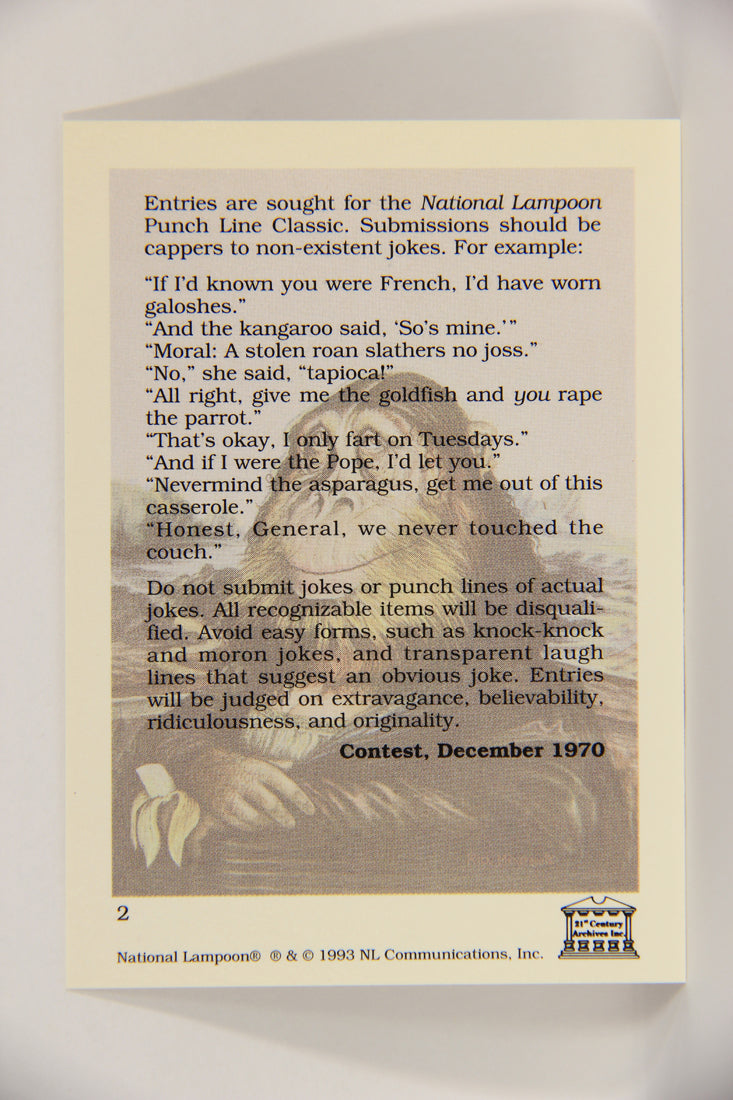 Entries are sought for the National Lampoon
Punch Line Classic. Submissions should be
cappers to non-existent jokes. For example:
“If I’d known you were French, I’d have worn
galoshes.”
“And the kangaroo said, ‘So’s mine.’”
“Moral: A stolen roan slathers no joss.”
“No,” she said, “tapioca!”
“All right, give me the goldfish and you rape
the parrot.”
“That’s okay, I only fart on Tuesdays.”
“And if I were the Pope, I’d let you.”
“Nevermind the asparagus, get me out of this
casserole.”
“Honest, General, we never touched the
couch.”
Do not submit jokes or punch lines of actual
jokes. All recognizable items will be disquali-
fied. Avoid easy forms, such as knock-knock
and moron jokes, and transparent laugh
lines that suggest an obvious joke. Entries
will be judged on extravagance, believability,
ridiculousness, and originality.
Contest, December 1970
2
21st Century
Archives Inc.
National Lampoon® ® & © 1993 NL Communications, Inc.